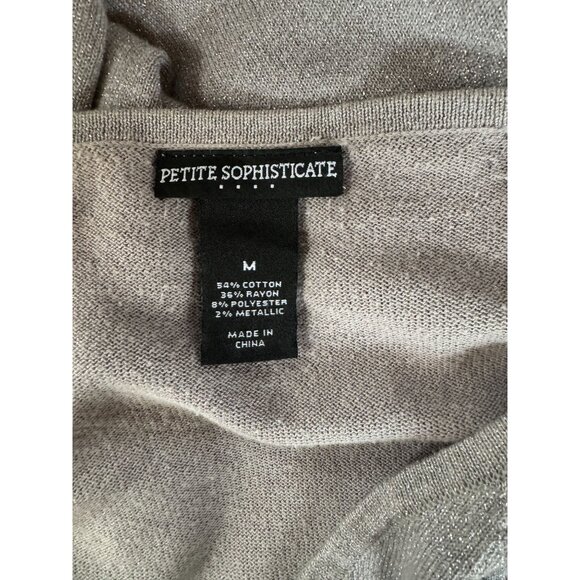 PETITE SOPHISTICATE
M
54% COTTON
36% RAYON
8% POLYESTER
2% METALLIC
MADE IN
CHINA